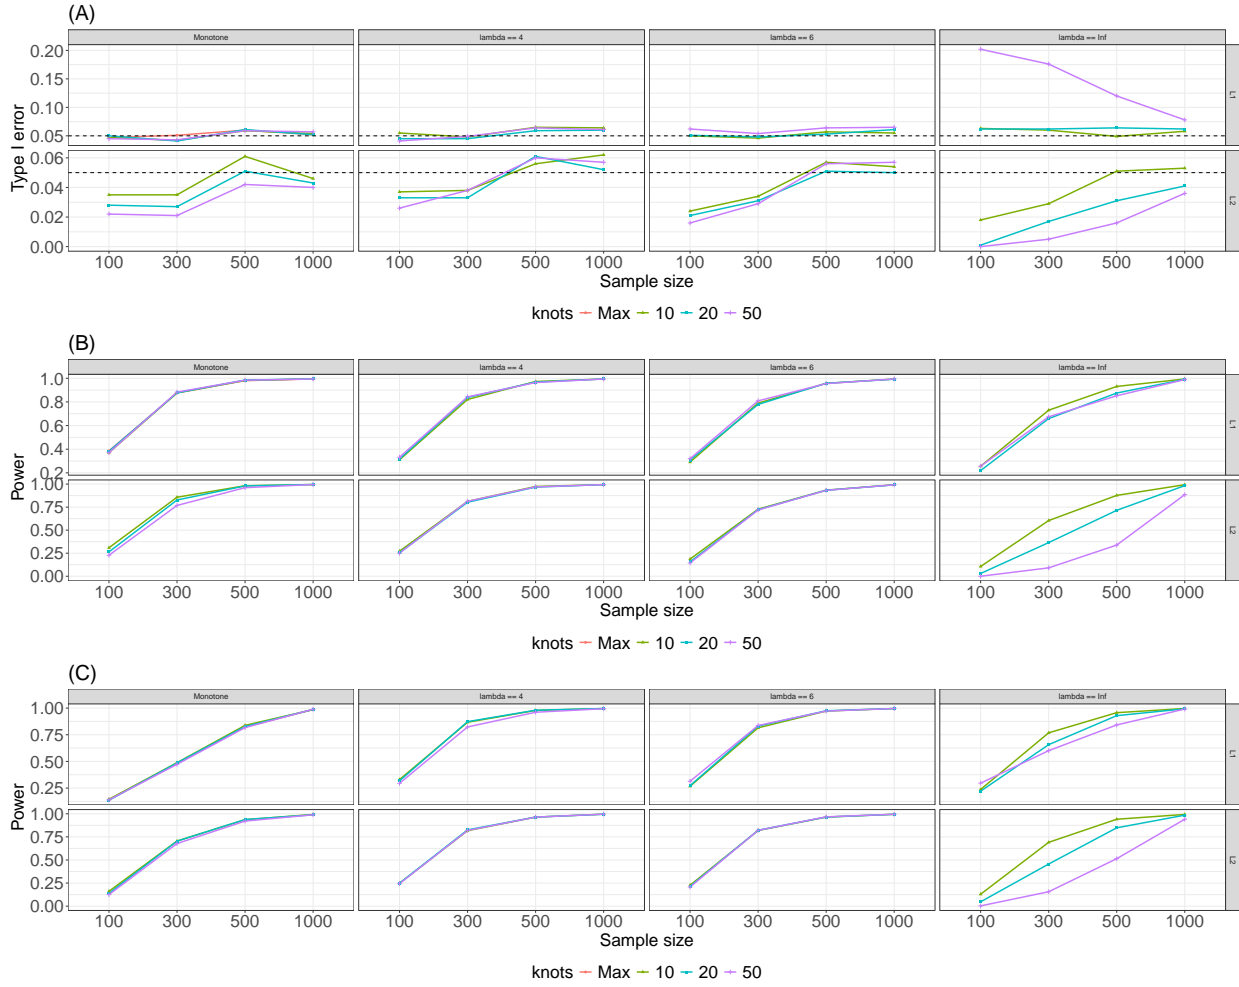 (A)
Monotone lambda == 4 lambda == 6 lambda == Inf
Type I error
0.20
0.15
0.10
0.05
L1
0.06
0.04
0.02
0.00
L2
100 300 500 1000 100 300 500 1000 100 300 500 1000 100 300 500 1000
Sample size
knots Max 10 20 50
(B)
Monotone lambda == 4 lambda == 6 lambda == Inf
Power
1.0
0.8
0.6
0.4
0.2
L1
1.00
0.75
0.50
0.25
0.00
L2
100 300 500 1000 100 300 500 1000 100 300 500 1000 100 300 500 1000
Sample size
knots Max 10 20 50
(C)
Monotone lambda == 4 lambda == 6 lambda == Inf
Power
1.00
0.75
0.50
0.25
L1
1.00
0.75
0.50
0.25
0.00
L2
100 300 500 1000 100 300 500 1000 100 300 500 1000 100 300 500 1000
Sample size
knots Max 10 20 50